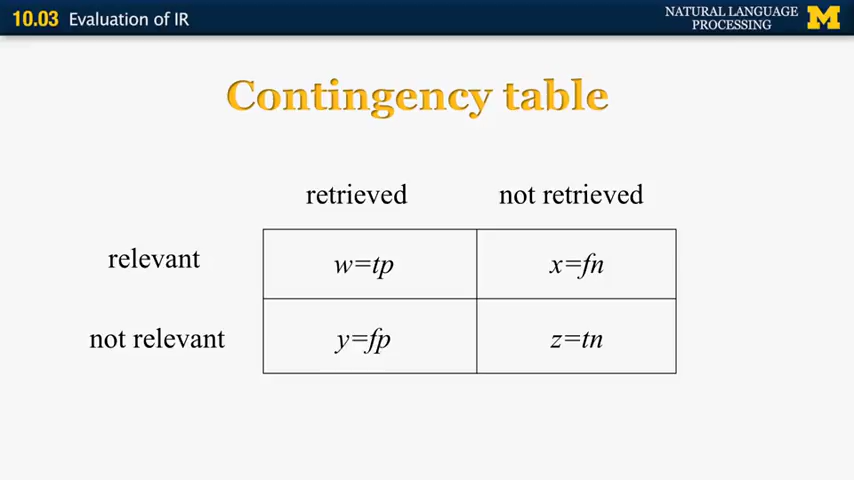 10.03 Evaluation of IR
NATURAL LANGUAGE
PROCESSING
M
Contingency table
retrieved not retrieved
relevant w=tp x=fn
not relevant y=fp z=tn